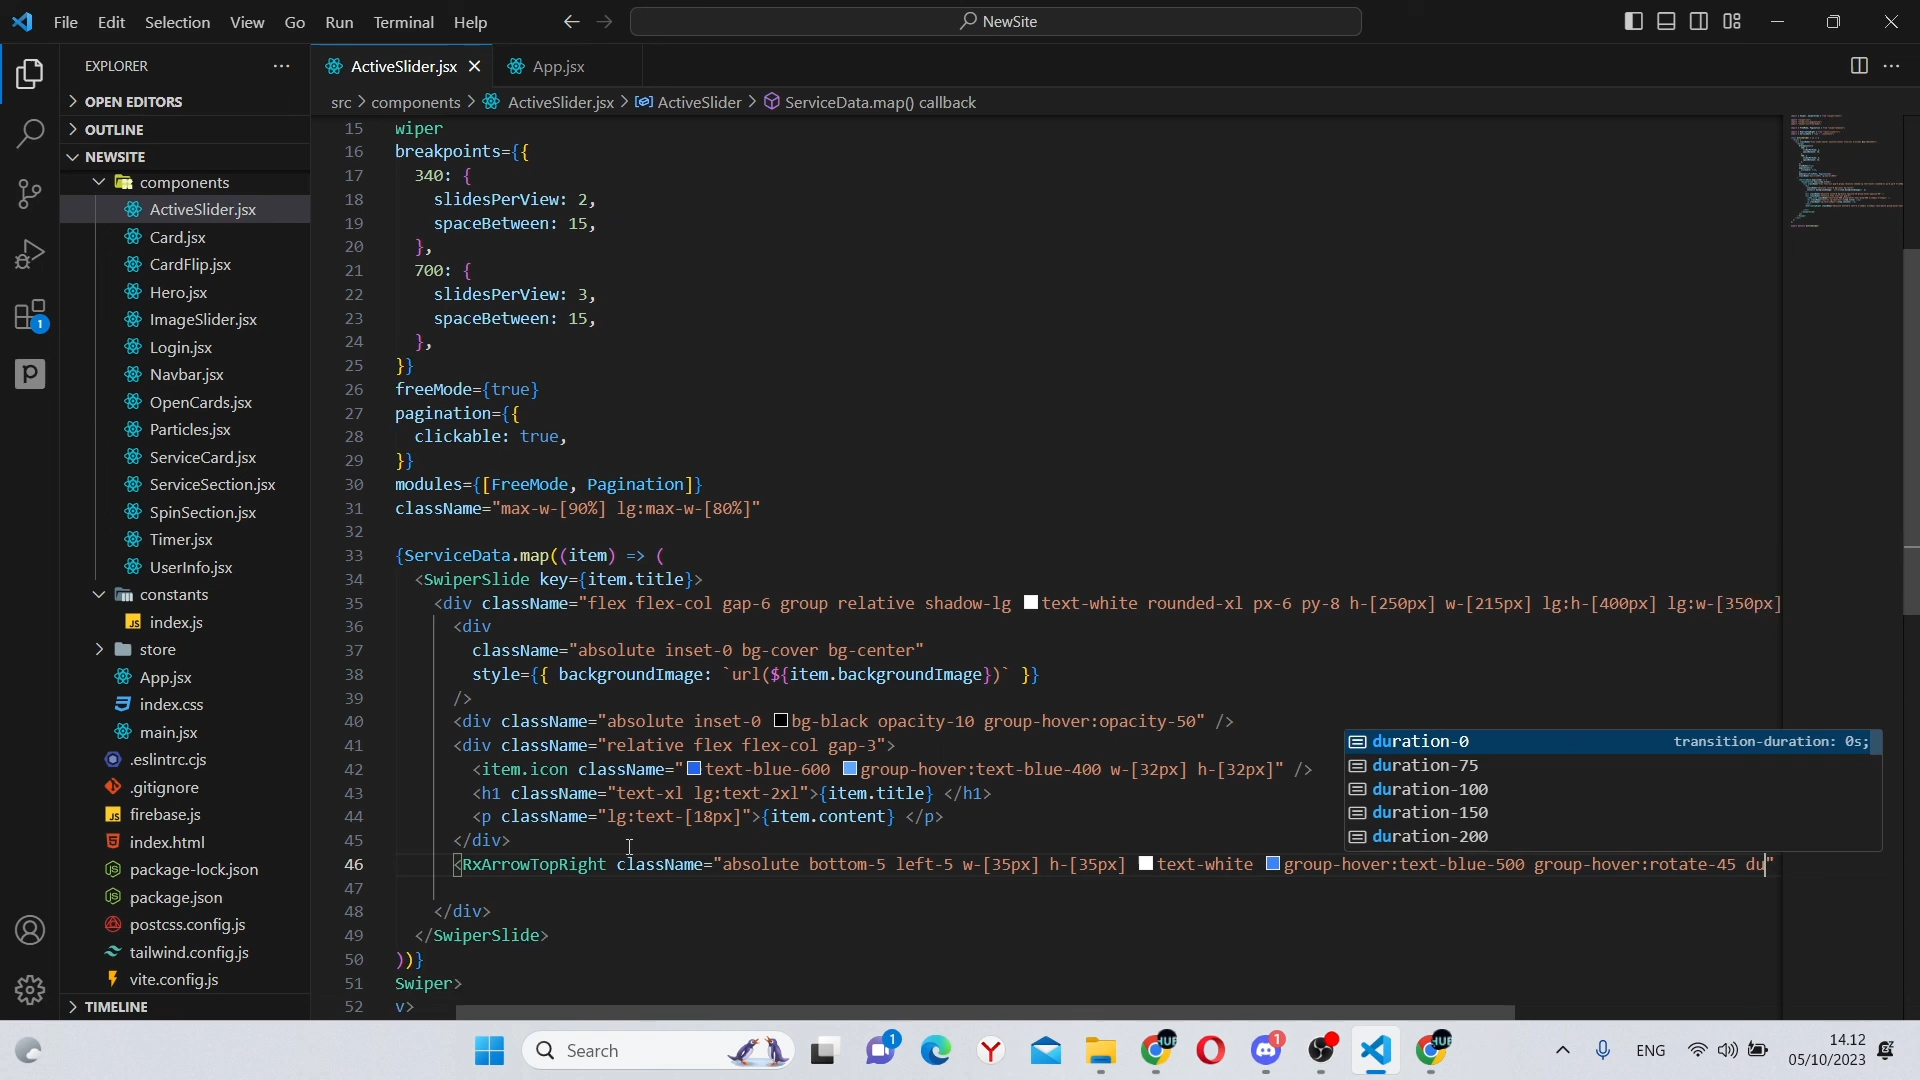 File Edit Selection View Go Run Terminal Help
NewSite
EXPLORER
OPEN EDITORS
OUTLINE
NEWSITE
components
ActiveSlider.jsx
Card.jsx
CardFlip.jsx
Hero.jsx
ImageSlider.jsx
Login.jsx
Navbar.jsx
OpenCards.jsx
Particles.jsx
ServiceCard.jsx
ServiceSection.jsx
SpinSection.jsx
Timer.jsx
UserInfo.jsx
constants
index.js
store
App.jsx
index.css
main.jsx
.eslintrc.cjs
.gitignore
firebase.js
index.html
package-lock.json
package.json
postcss.config.js
tailwind.config.js
vite.config.js
TIMELINE
1
ActiveSlider.jsx
App.jsx
src > components > ActiveSlider.jsx > ActiveSlider > ServiceData.map() callback
15 wiper
16 breakpoints={{
17 340: {
18 slidesPerView: 2,
19 spaceBetween: 15,
20 },
21 700: {
22 slidesPerView: 3,
23 spaceBetween: 15,
24 },
25 }}
26 freeMode={true}
27 pagination={{
28 clickable: true,
29 }}
30 modules={[FreeMode, Pagination]}
31 className="max-w-[90%] lg:max-w-[80%]"
32
33 {ServiceData.map((item) => (
34 <SwiperSlide key={item.title}>
35 <div className="flex flex-col gap-6 group relative shadow-lg text-white rounded-xl px-6 py-8 h-[250px] w-[215px] lg:h-[400px] lg:w-[350px]
36 <div
37 className="absolute inset-0 bg-cover bg-center"
38 style={{ backgroundImage: `url(${item.backgroundImage})` }}
39 />
40 <div className="absolute inset-0 bg-black opacity-10 group-hover:opacity-50" />
41 <div className="relative flex flex-col gap-3">
42 <item.icon className="text-blue-600 group-hover:text-blue-400 w-[32px] h-[32px]" />
43 <h1 className="text-xl lg:text-2xl">{item.title} </h1>
44 <p className="lg:text-[18px]">{item.content} </p>
45 </div>
46 <RxArrowTopRight className="absolute bottom-5 left-5 w-[35px] h-[35px] text-white group-hover:text-blue-500 group-hover:rotate-45 du"
47
48 </div>
49 </SwiperSlide>
50 ))}
51 Swiper>
52 v>
duration-0 transition-duration: 0s;
duration-75
duration-100
duration-150
duration-200
Search
1
1
ENG
14.12
05/10/2023